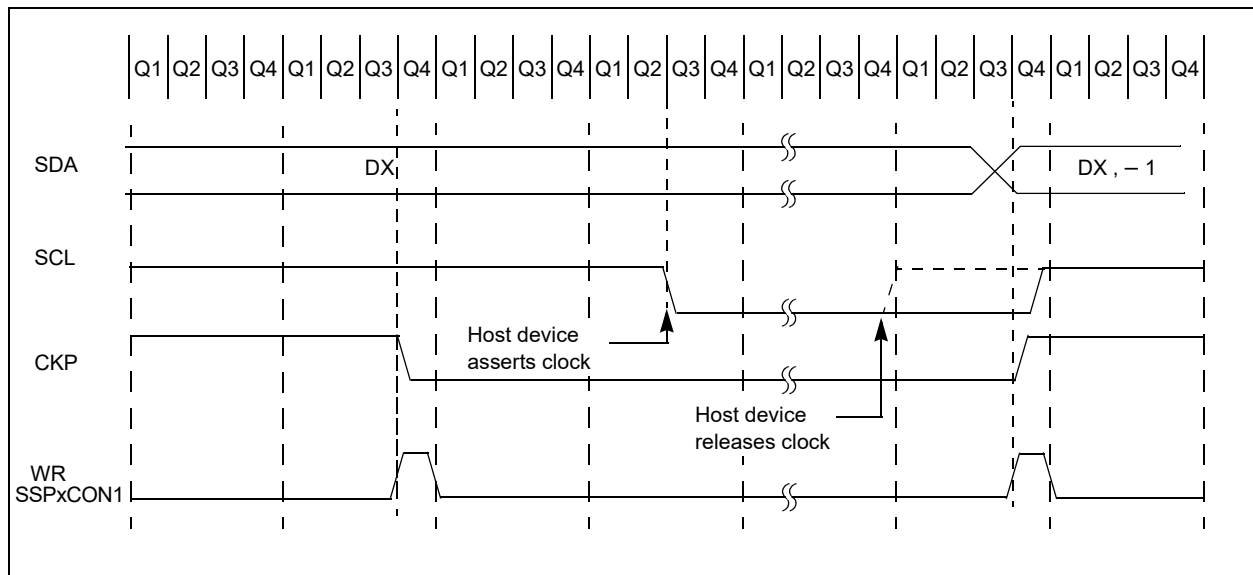 Q1 Q2 Q3 Q4 Q1 Q2 Q3 Q4 Q1 Q2 Q3 Q4 Q1 Q2 Q3 Q4 Q1 Q2 Q3 Q4 Q1 Q2 Q3 Q4 Q1 Q2 Q3 Q4
SDA
DX
DX , – 1
SCL
Host device
asserts clock
CKP
Host device
releases clock
WR
SSPxCON1